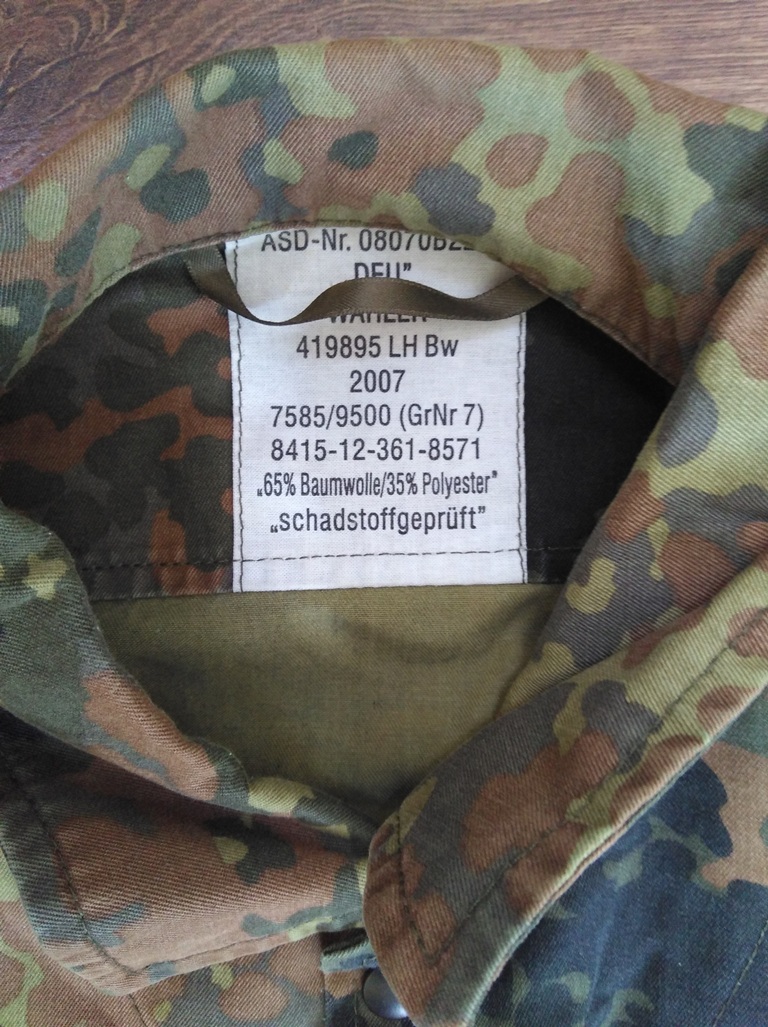 ASD-Nr.
DEU"
WAHLER
419895 LH Bw
2007
7585/9500 (GrNr 7)
8415-12-361-8571
„65% Baumwolle/35% Polyester"
„schadstoffgeprüft"